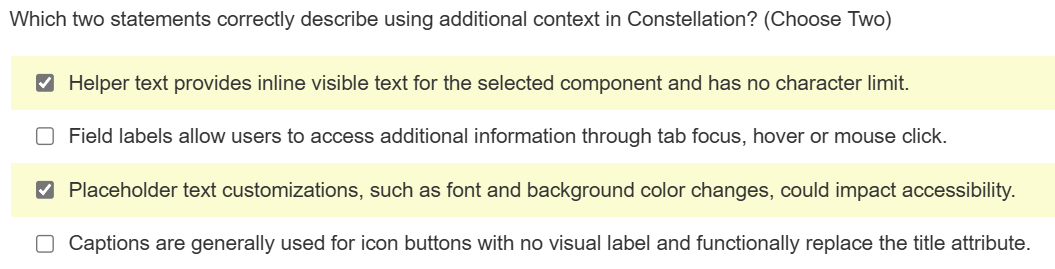 Which two statements correctly describe using additional context in Constellation? (Choose Two)
Helper text provides inline visible text for the selected component and has no character limit.
Field labels allow users to access additional information through tab focus, hover or mouse click.
Placeholder text customizations, such as font and background color changes, could impact accessibility.
Captions are generally used for icon buttons with no visual label and functionally replace the title attribute.